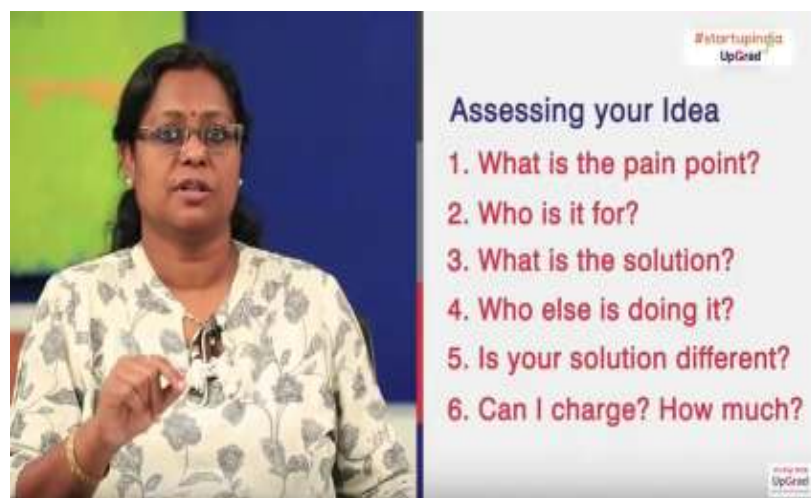 #startupindia
UpGrad
Assessing your Idea
1. What is the pain point?
2. Who is it for?
3. What is the solution?
4. Who else is doing it?
5. Is your solution different?
6. Can I charge? How much?
UpGrad